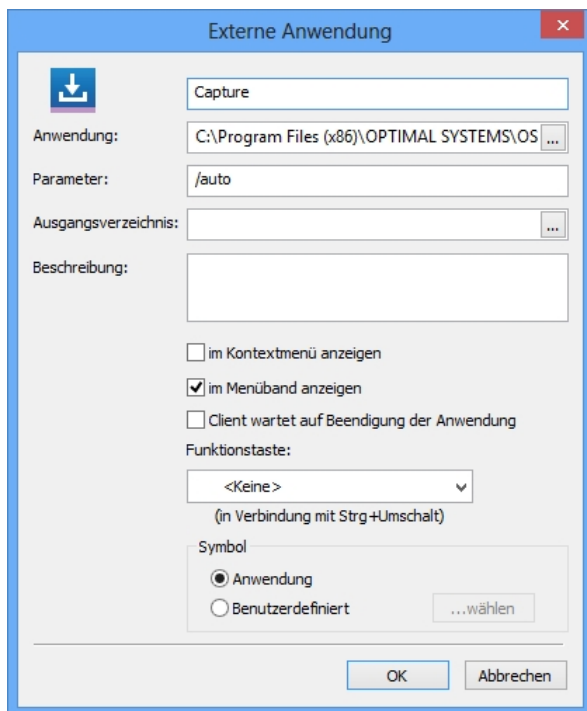 Externe Anwendung
Capture
Anwendung: C:\Program Files (x86)\OPTIMAL SYSTEMS\OS ...
Parameter: /auto
Ausgangsverzeichnis: ...
Beschreibung:
im Kontextmenü anzeigen
im Menüband anzeigen
Client wartet auf Beendigung der Anwendung
Funktionstaste:
<Keine>
(in Verbindung mit Strg+Umschalt)
Symbol
Anwendung
Benutzerdefiniert ...wählen
OK Abbrechen